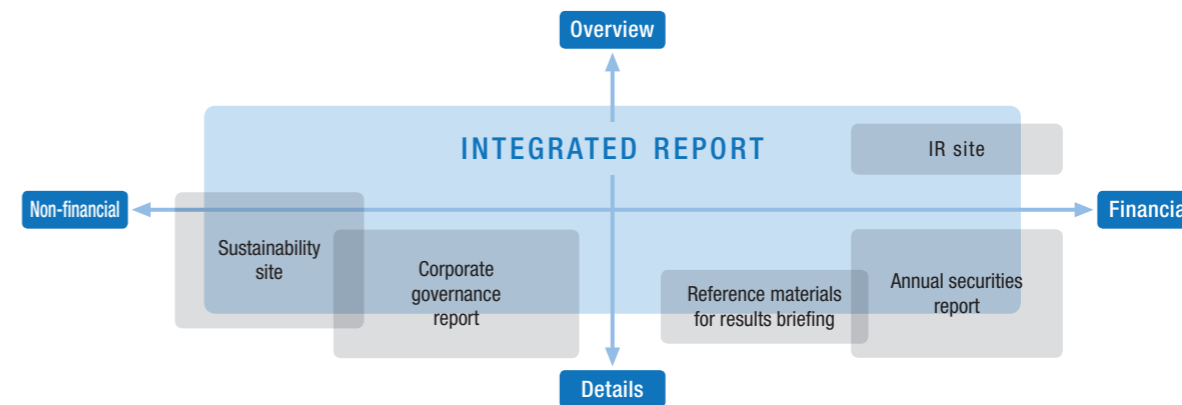 Overview
INTEGRATED REPORT
IR site
Non-financial
Financia
Sustainability
site
Corporate
governance
report
Reference materials
for results briefing
Annual securities
report
Details